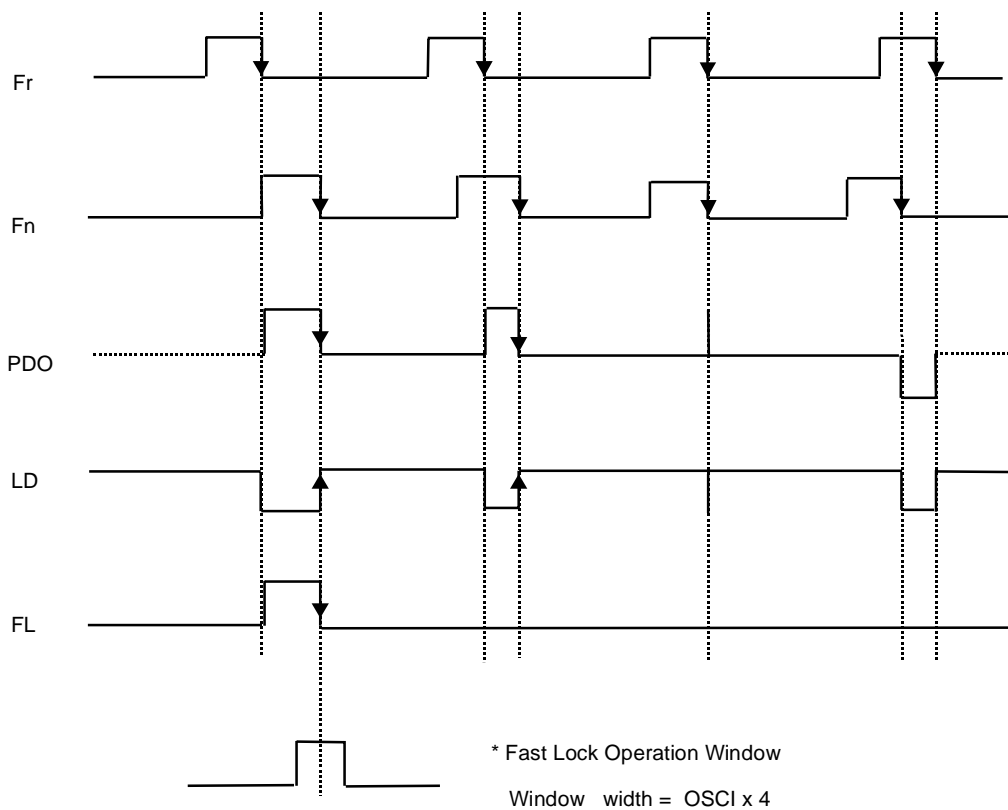 Fr
Fn
PDO
LD
FL
* Fast Lock Operation Window
Window width = OSCI x 4